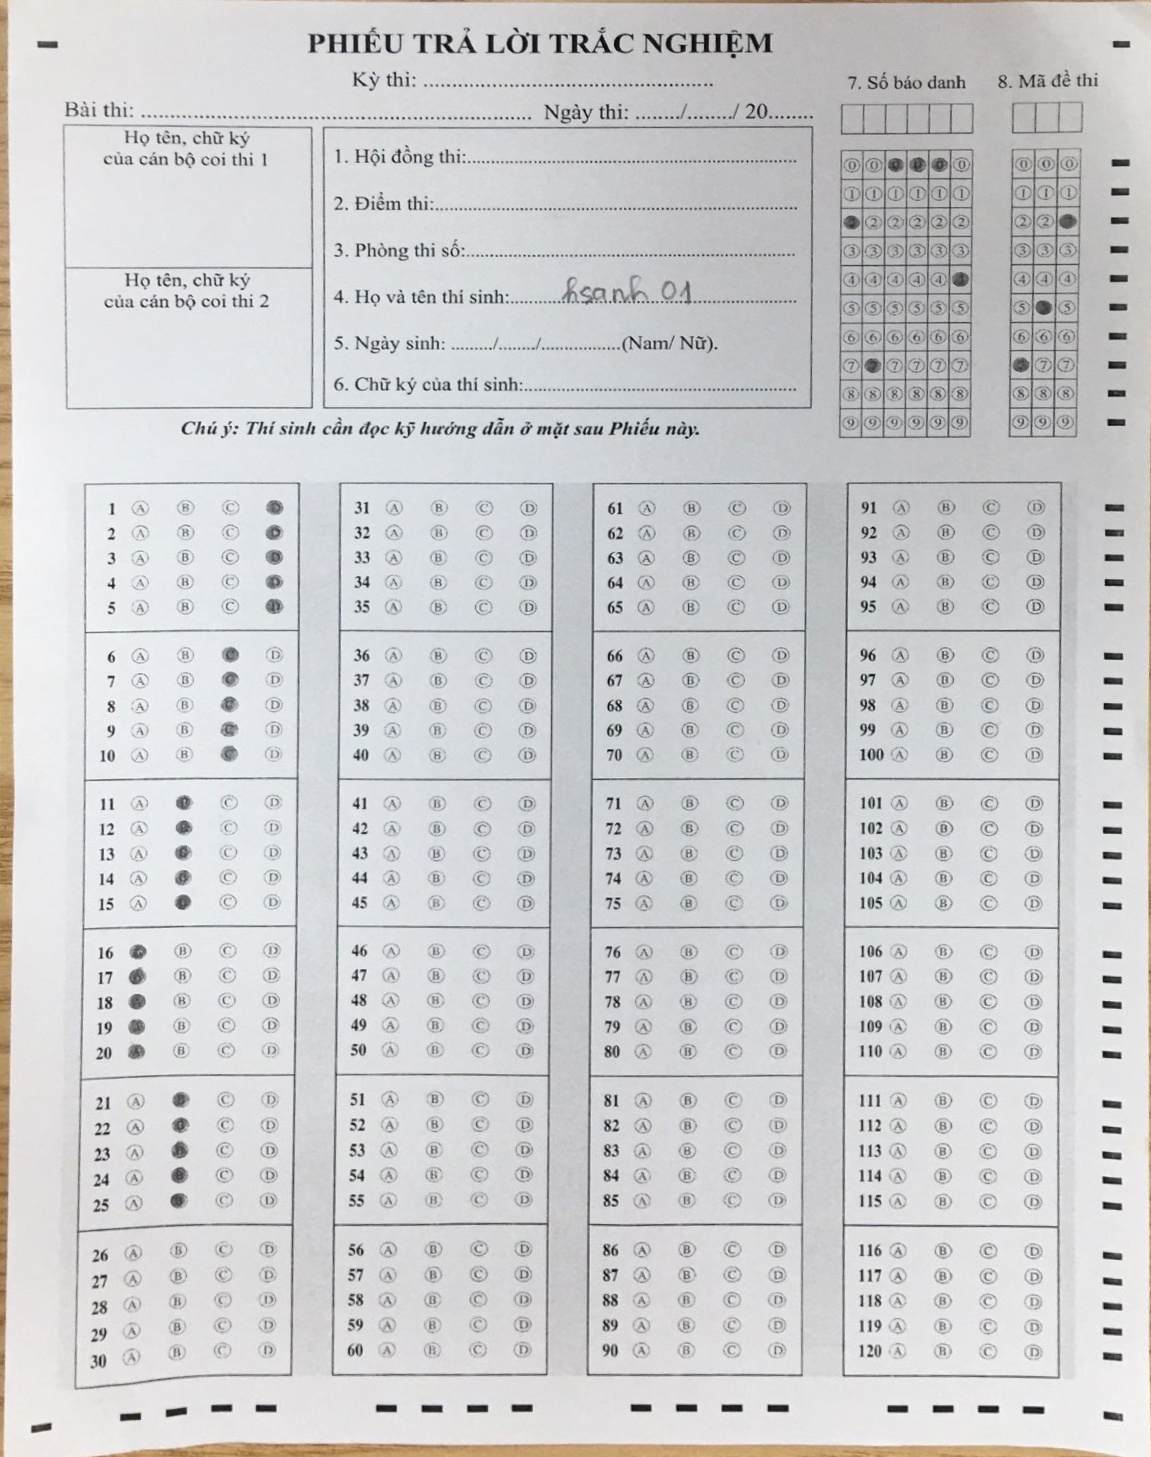 PHIẾU TRẢ LỜI TRẮC NGHIỆM
Kỳ thi: ....................................................
7. Số báo danh
8. Mã đề thi
Bài thi: ...................................................................... Ngày thi: ......../......../ 20........
Họ tên, chữ ký
của cán bộ coi thi 1
Họ tên, chữ ký
của cán bộ coi thi 2
1. Hội đồng thi:...........................................................
2. Điểm thi:.................................................................
3. Phòng thi số:...........................................................
4. Họ và tên thí sinh: hsanh 01
5. Ngày sinh: ......../......../................(Nam/ Nữ).
6. Chữ ký của thí sinh:.................................................
⓪ ⓪ ⓪ ⓪ ⓪ ⓪
① ① ① ① ① ① ① ① ①
② ② ② ② ② ② ②
③ ③ ③ ③ ③ ③ ③ ③ ③
④ ④ ④ ④ ④ ④ ④ ④
⑤ ⑤ ⑤ ⑤ ⑤ ⑤ ⑤ ⑤
⑥ ⑥ ⑥ ⑥ ⑥ ⑥ ⑥ ⑥ ⑥
⑦ ⑦ ⑦ ⑦ ⑦ ⑦ ⑦
⑧ ⑧ ⑧ ⑧ ⑧ ⑧ ⑧ ⑧ ⑧
⑨ ⑨ ⑨ ⑨ ⑨ ⑨ ⑨ ⑨ ⑨
Chú ý: Thí sinh cần đọc kỹ hướng dẫn ở mặt sau Phiếu này.
1 A B C D
2 A B C D
3 A B C D
4 A B C D
5 A B C D
6 A B C D
7 A B C D
8 A B C D
9 A B C D
10 A B C D
11 A B C D
12 A B C D
13 A B C D
14 A B C D
15 A B C D
16 A B C D
17 A B C D
18 A B C D
19 A B C D
20 A B C D
21 A B C D
22 A B C D
23 A B C D
24 A B C D
25 A B C D
26 A B C D
27 A B C D
28 A B C D
29 A B C D
30 A B C D
31 A B C D
32 A B C D
33 A B C D
34 A B C D
35 A B C D
36 A B C D
37 A B C D
38 A B C D
39 A B C D
40 A B C D
41 A B C D
42 A B C D
43 A B C D
44 A B C D
45 A B C D
46 A B C D
47 A B C D
48 A B C D
49 A B C D
50 A B C D
51 A B C D
52 A B C D
53 A B C D
54 A B C D
55 A B C D
56 A B C D
57 A B C D
58 A B C D
59 A B C D
60 A B C D
61 A B C D
62 A B C D
63 A B C D
64 A B C D
65 A B C D
66 A B C D
67 A B C D
68 A B C D
69 A B C D
70 A B C D
71 A B C D
72 A B C D
73 A B C D
74 A B C D
75 A B C D
76 A B C D
77 A B C D
78 A B C D
79 A B C D
80 A B C D
81 A B C D
82 A B C D
83 A B C D
84 A B C D
85 A B C D
86 A B C D
87 A B C D
88 A B C D
89 A B C D
90 A B C D
91 A B C D
92 A B C D
93 A B C D
94 A B C D
95 A B C D
96 A B C D
97 A B C D
98 A B C D
99 A B C D
100 A B C D
101 A B C D
102 A B C D
103 A B C D
104 A B C D
105 A B C D
106 A B C D
107 A B C D
108 A B C D
109 A B C D
110 A B C D
111 A B C D
112 A B C D
113 A B C D
114 A B C D
115 A B C D
116 A B C D
117 A B C D
118 A B C D
119 A B C D
120 A B C D